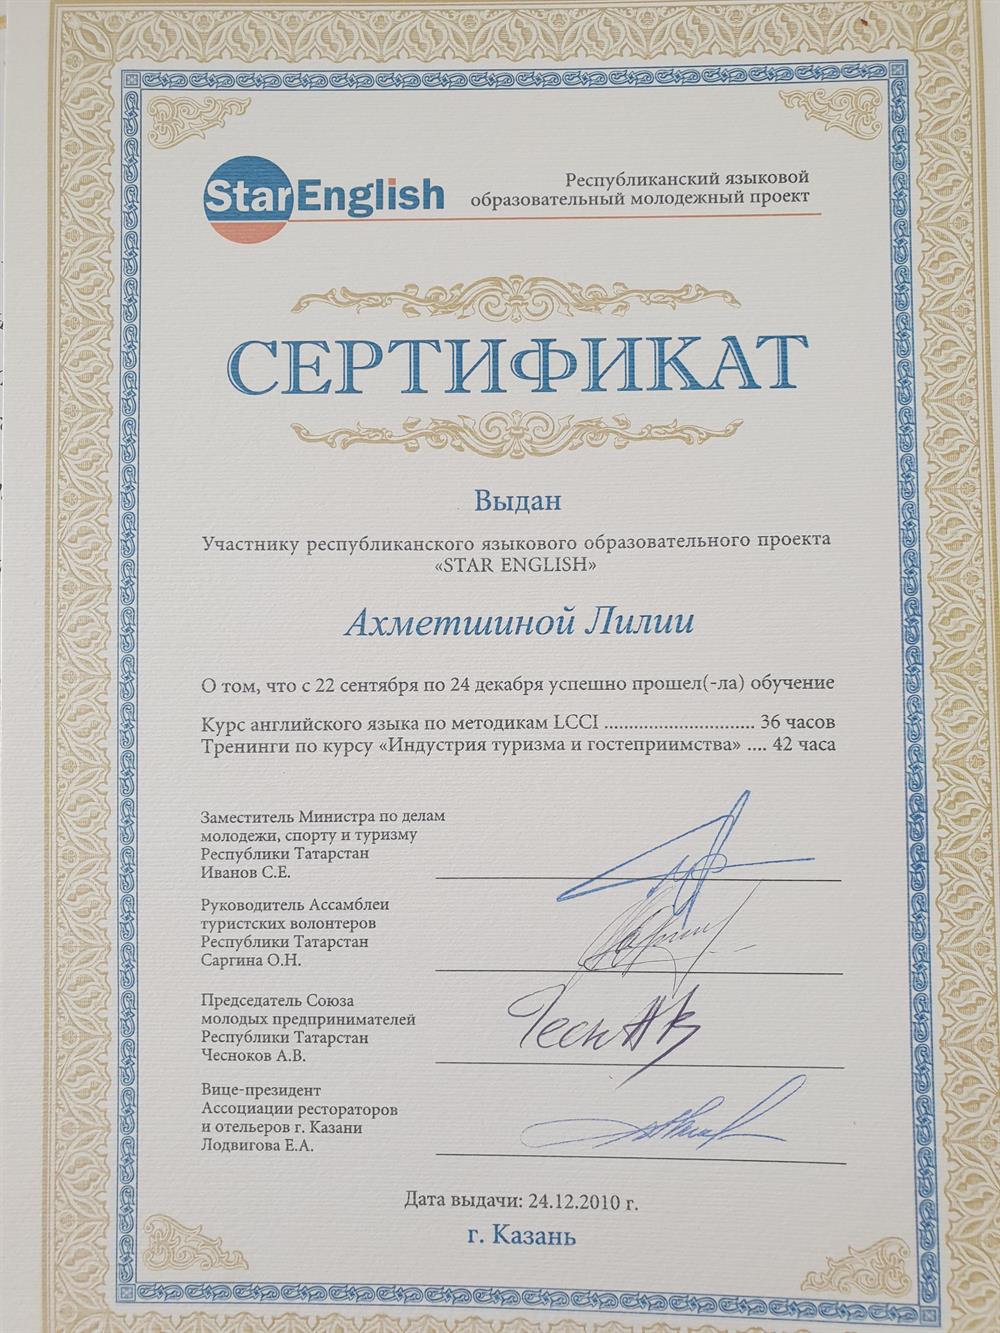 StarEnglish
Республиканский языковой
образовательный молодежный проект
СЕРТИФИКАТ
Выдан
Участнику республиканского языкового образовательного проекта
«STAR ENGLISH»
Ахметшиной Лилии
О том, что с 22 сентября по 24 декабря успешно прошел(-ла) обучение
Курс английского языка по методикам LCCI .............................. 36 часов
Тренинги по курсу «Индустрия туризма и гостеприимства» .... 42 часа
Заместитель Министра по делам
молодежи, спорту и туризму
Республики Татарстан
Иванов С.Е.
Руководитель Ассамблеи
туристских волонтеров
Республики Татарстан
Саргина О.Н.
Председатель Союза
молодых предпринимателей
Республики Татарстан
Чесноков А.В.
Вице-президент
Ассоциации рестораторов
и отельеров г. Казани
Лодвигова Е.А.
Дата выдачи: 24.12.2010 г.
г. Казань